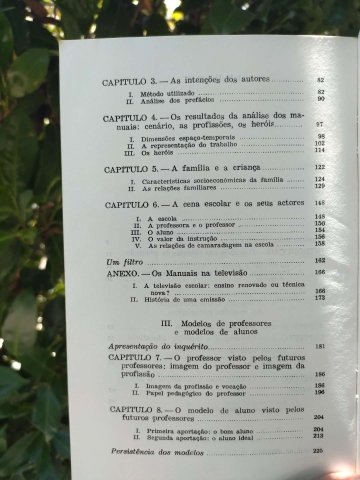 CAPITULO 3. — As intenções dos autores 82
I. Método utilizado 82
II. Análise dos prefácios 90
CAPITULO 4. — Os resultados da análise dos ma-
nuais: cenário, as profissões, os heróis 97
I. Dimensões espaço-temporais 98
II. A representação do trabalho 102
III. Os heróis 114
CAPITULO 5. — A família e a criança 122
I. Características socioeconómicas da família 124
II. As relações familiares 129
CAPITULO 6. — A cena escolar e os seus actores 148
I. A escola 148
II. A professora e o professor 150
III. O aluno 154
IV. O valor da instrução 156
V. As relações de camaradagem na escola 158
Um filtro 162
ANEXO. — Os Manuais na televisão 166
I. A televisão escolar: ensino renovado ou técnica
nova? 166
II. História de uma emissão 173
III. Modelos de professores
e modelos de alunos
Apresentação do inquérito 181
CAPITULO 7. — O professor visto pelos futuros
professores: imagem do professor e imagem da
profissão 186
I. Imagem da profissão e vocação 186
II. Papel pedagógico do professor 196
CAPITULO 8. — O modelo de aluno visto pelos
futuros professores 204
I. Primeira aportação: o bom aluno 204
II. Segunda aportação: o aluno ideal 213
Persistência dos modelos 225